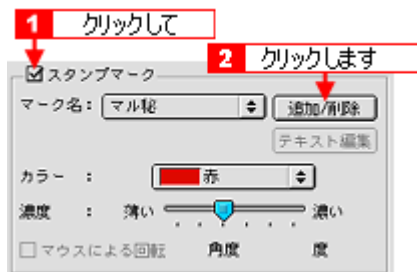 1 クリックして
2 クリックします
スタンプマーク
マーク名： マル秘 追加/削除
テキスト編集
カラー ： 赤
濃度 ： 薄い 濃い
マウスによる回転 角度 度